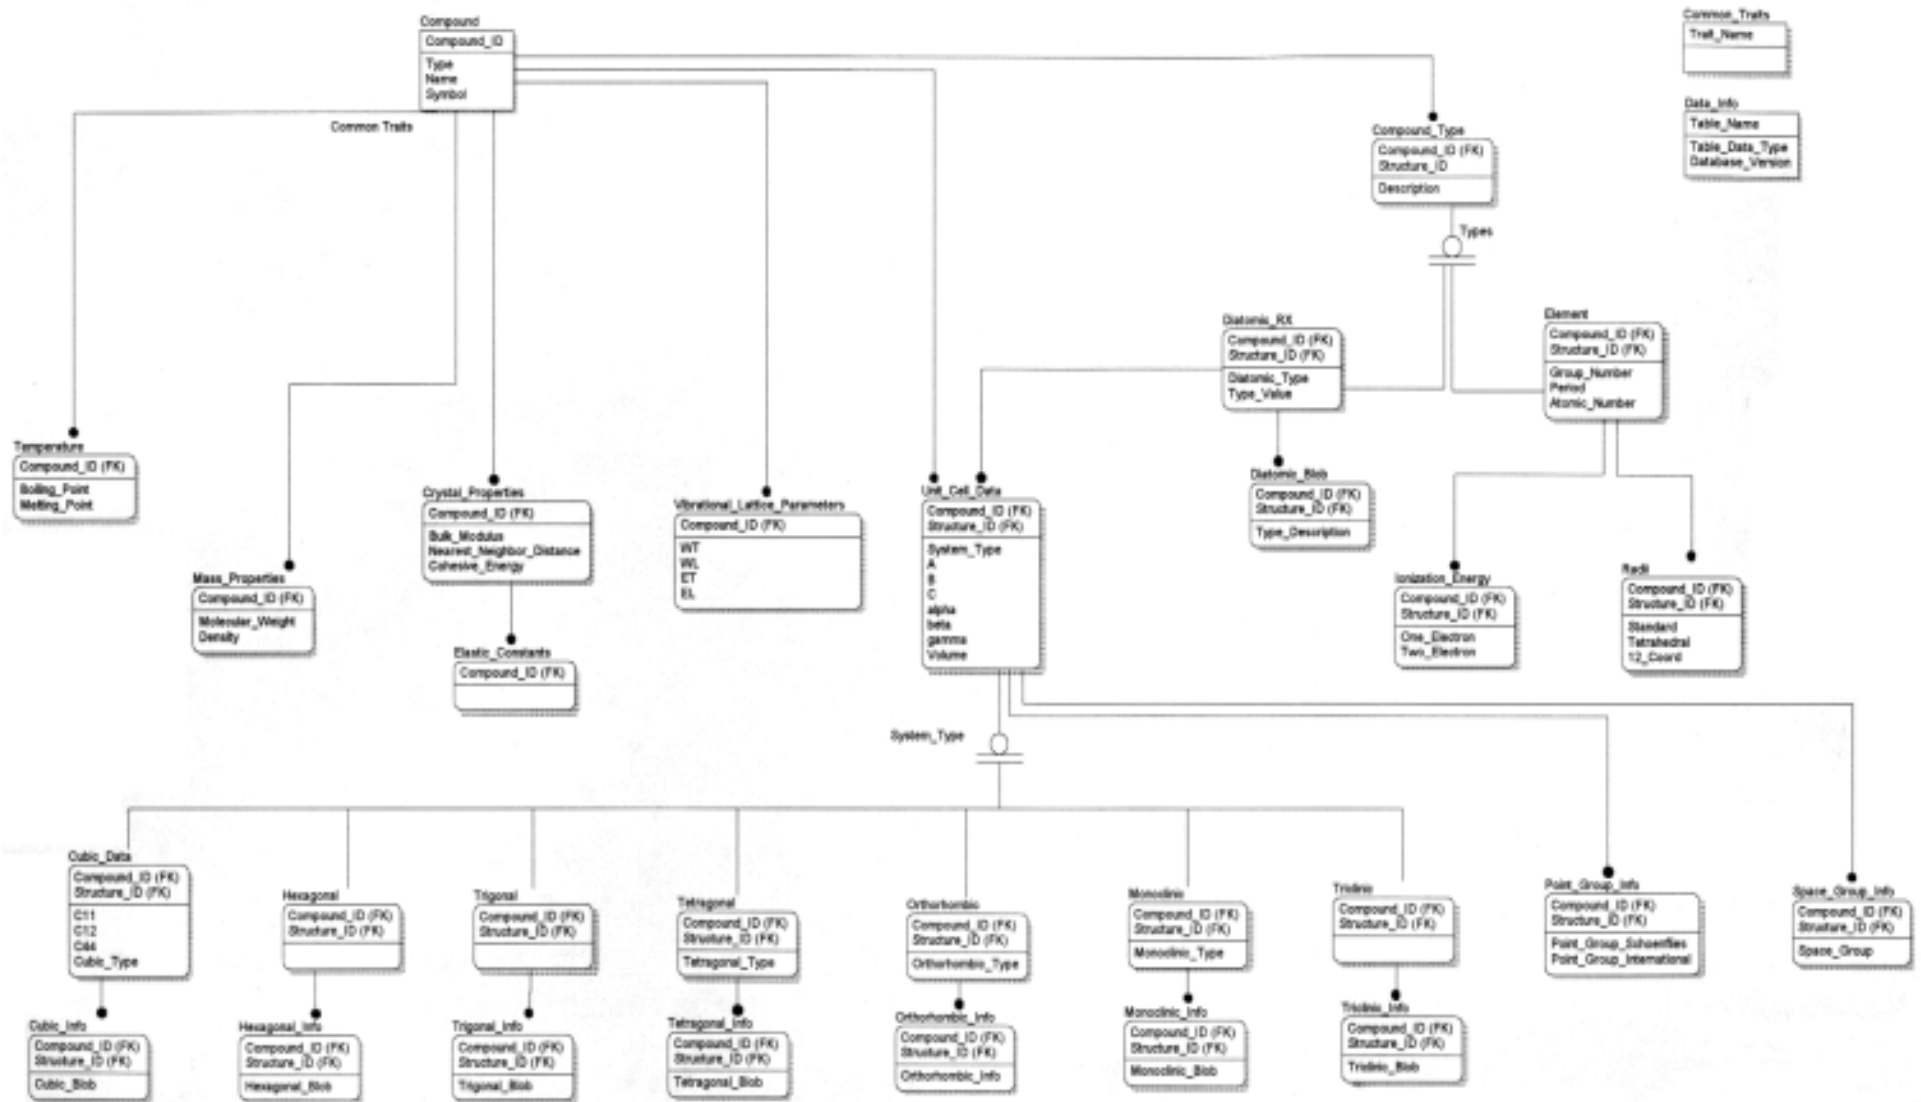 Compound
Compound_ID
Type
Name
Symbol
Common Traits
Common_Traits
Trait_Name
Data_Info
Table_Name
Table_Data_Type
Database_Version
Compound_Type
Compound_ID (FK)
Structure_ID
Description
Types
Diatomic_RX
Compound_ID (FK)
Structure_ID (FK)
Diatomic_Type
Type_Value
Element
Compound_ID (FK)
Structure_ID (FK)
Group_Number
Period
Atomic_Number
Temperature
Compound_ID (FK)
Boiling_Point
Melting_Point
Mass_Properties
Compound_ID (FK)
Molecular_Weight
Density
Crystal_Properties
Compound_ID (FK)
Bulk_Modulus
Nearest_Neighbor_Distance
Cohesive_Energy
Elastic_Constants
Compound_ID (FK)
Vibrational_Lattice_Parameters
Compound_ID (FK)
WT
WL
ET
EL
Unit_Cell_Data
Compound_ID (FK)
Structure_ID (FK)
System_Type
A
B
C
alpha
beta
gamma
Volume
Diatomic_Blob
Compound_ID (FK)
Structure_ID (FK)
Type_Description
Ionization_Energy
Compound_ID (FK)
Structure_ID (FK)
One_Electron
Two_Electron
Radii
Compound_ID (FK)
Structure_ID (FK)
Standard
Tetrahedral
12_Coord
System_Type
Cubic_Data
Compound_ID (FK)
Structure_ID (FK)
C11
C12
C44
Cubic_Type
Hexagonal
Compound_ID (FK)
Structure_ID (FK)
Trigonal
Compound_ID (FK)
Structure_ID (FK)
Tetragonal
Compound_ID (FK)
Structure_ID (FK)
Tetragonal_Type
Orthorhombic
Compound_ID (FK)
Structure_ID (FK)
Orthorhombic_Type
Monoclinic
Compound_ID (FK)
Structure_ID (FK)
Monoclinic_Type
Triclinic
Compound_ID (FK)
Structure_ID (FK)
Point_Group_Info
Compound_ID (FK)
Structure_ID (FK)
Point_Group_Schoenflies
Point_Group_International
Space_Group_Info
Compound_ID (FK)
Structure_ID (FK)
Space_Group
Cubic_Info
Compound_ID (FK)
Structure_ID (FK)
Cubic_Blob
Hexagonal_Info
Compound_ID (FK)
Structure_ID (FK)
Hexagonal_Blob
Trigonal_Info
Compound_ID (FK)
Structure_ID (FK)
Trigonal_Blob
Tetragonal_Info
Compound_ID (FK)
Structure_ID (FK)
Tetragonal_Blob
Orthorhombic_Info
Compound_ID (FK)
Structure_ID (FK)
Orthorhombic_Info
Monoclinic_Info
Compound_ID (FK)
Structure_ID (FK)
Monoclinic_Blob
Triclinic_Info
Compound_ID (FK)
Structure_ID (FK)
Triclinic_Blob